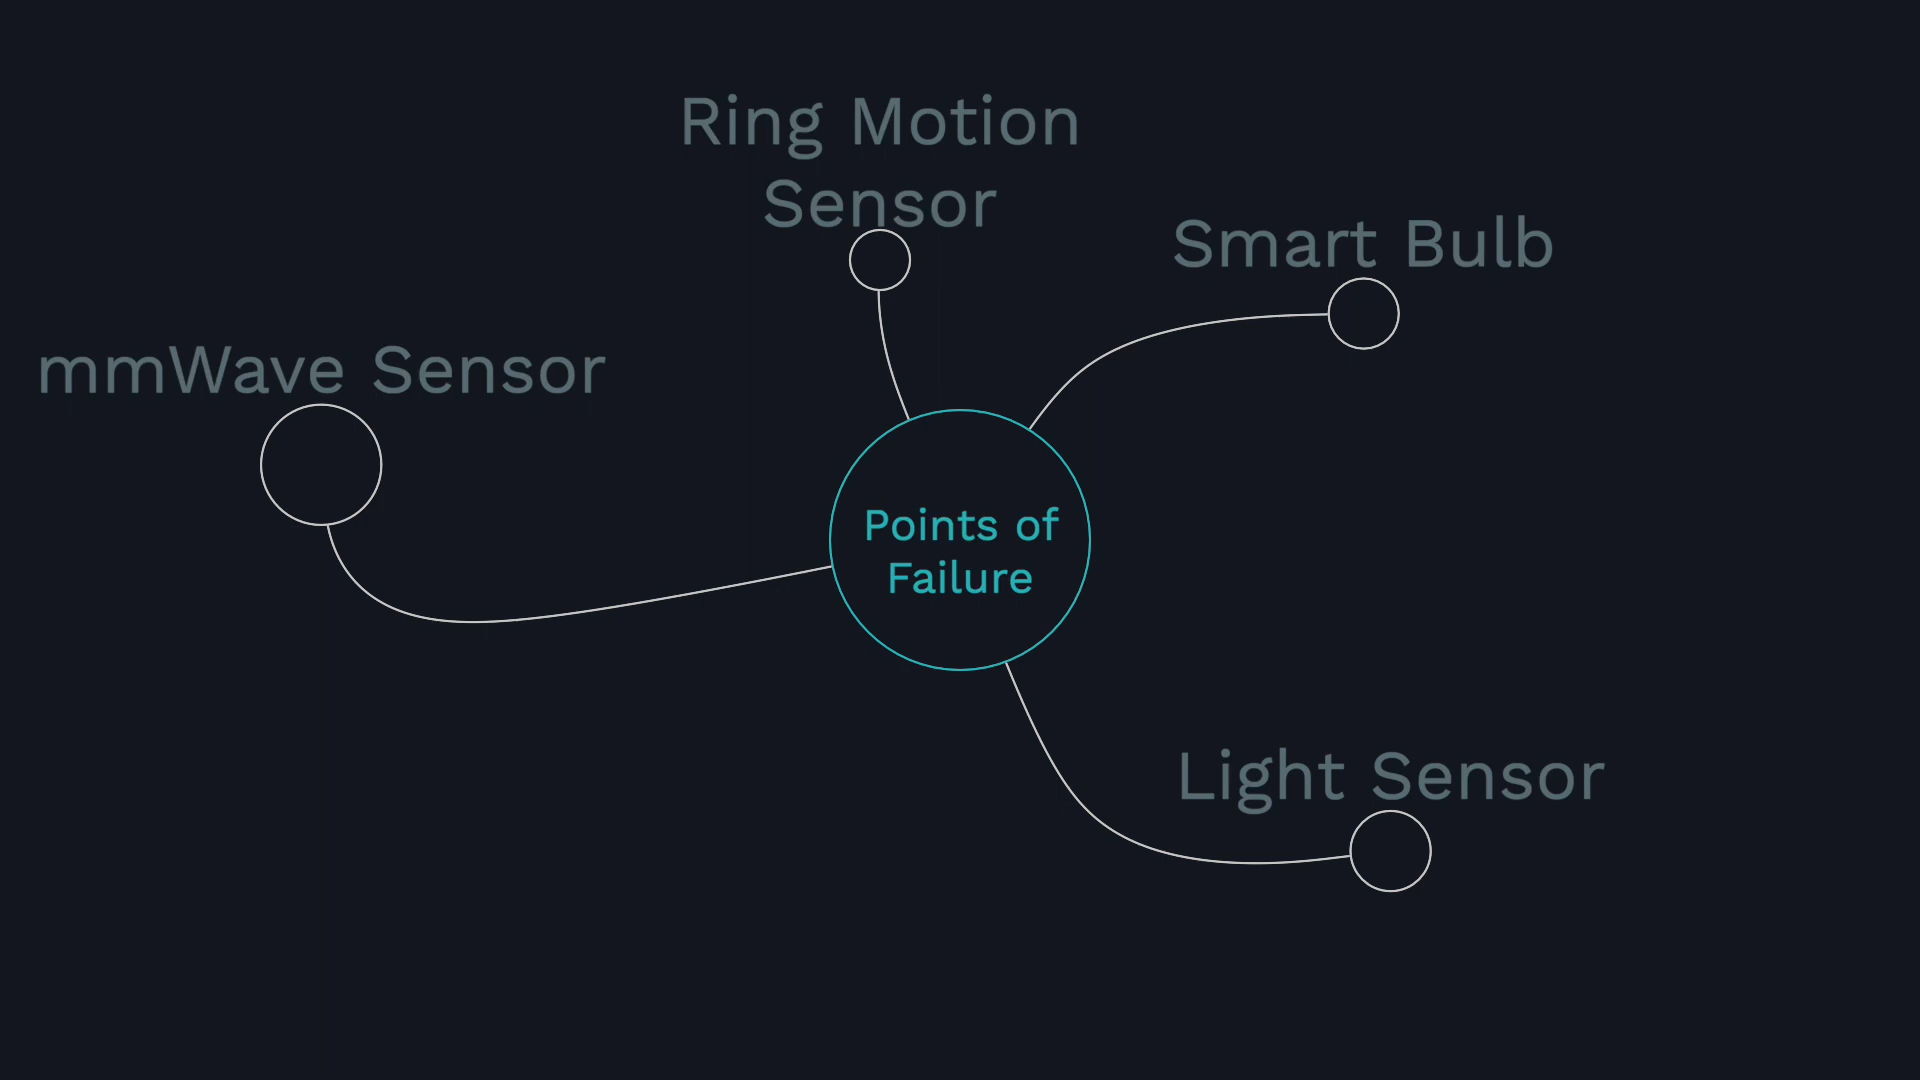 Ring Motion
Sensor
Smart Bulb
mmWave Sensor
Points of
Failure
Light Sensor